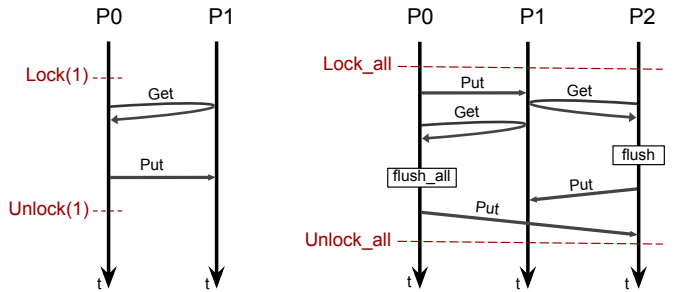 P0 P1
Lock(1)
Get
Put
Unlock(1)
t t
P0 P1 P2
Lock_all
Put
Get
Get
flush
flush_all
Put
Put
Unlock_all
t t t